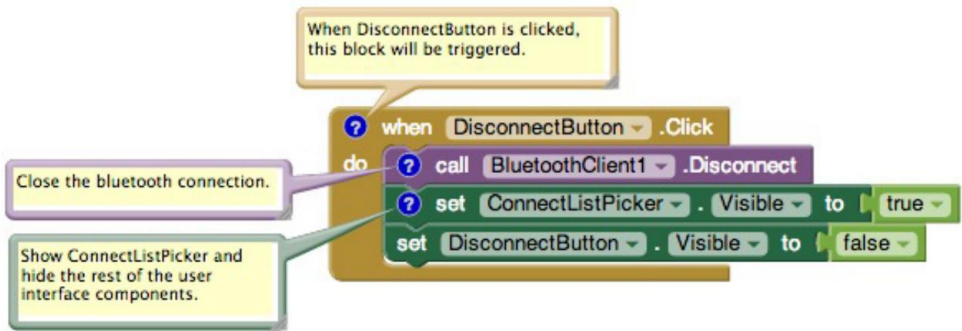 When DisconnectButton is clicked,
this block will be triggered.
? when DisconnectButton .Click
do ? call BluetoothClient1 .Disconnect
Close the bluetooth connection.
? set ConnectListPicker . Visible to true
set DisconnectButton . Visible to false
Show ConnectListPicker and
hide the rest of the user
interface components.